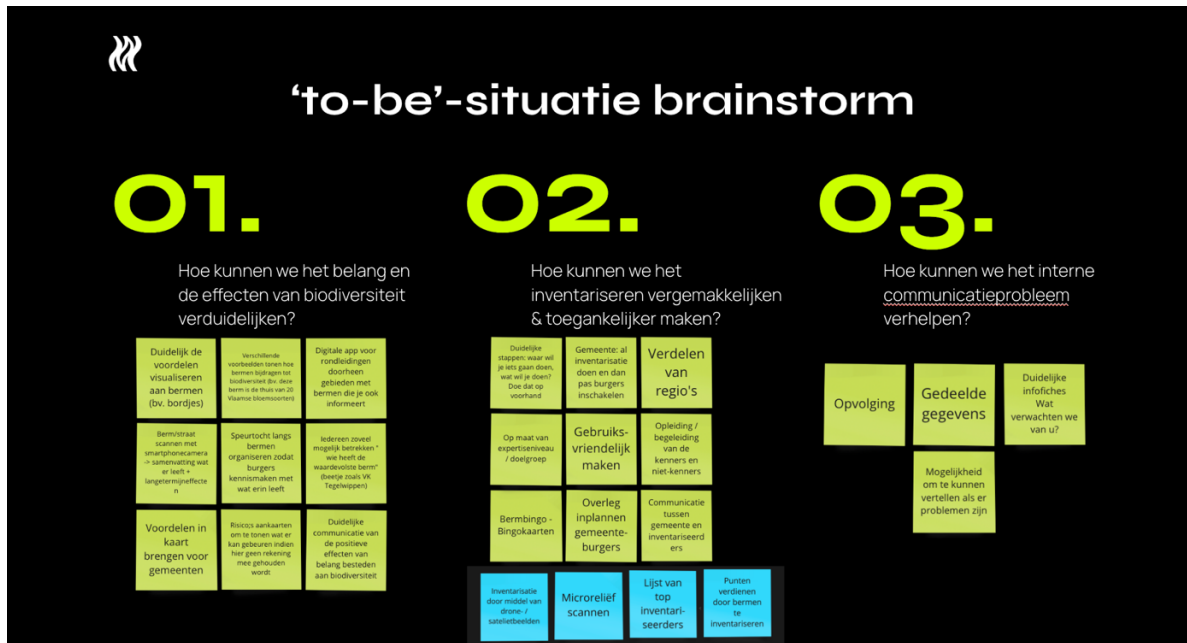 ‘to-be’-situatie brainstorm
01.
Hoe kunnen we het belang en
de effecten van biodiversiteit
verduidelijken?
Duidelijk de
voordelen
visualiseren
aan bermen
(bv. bordjes)
Verschillende
voorbeelden tanen hoe
bermen bijdragen tot
biodiversiteit (bv. deze
berm is de thuis van 20
Vlaamse bloemsoorten)
Digitale app voor
rondleidingen
doorheen
gebieden met
bermen die je ook
informeert
Berm/straat
scannen met
smartphonecamera
-> samenvatting wat
er leeft +
langetermijneffecte
n
Speurtocht langs
bermen
organiseren zodat
burgers
kennismaken met
wat erin leeft
Iedereen zoveel
mogelijk betrekken "
wie heeft de
waardevolste berm"
(beetje zoals VK
Tegelwippen)
Voordelen in
kaart
brengen voor
gemeenten
Risico;s aankaarten
om te tonen wat er
kan gebeuren indien
hier geen rekening
mee gehouden
wordt
Duidelijke
communicatie van
de positieve
effecten van
belang besteden
aan biodiversiteit
02.
Hoe kunnen we het
inventariseren vergemakkelijken
& toegankelijker maken?
Duidelijke
stappen: waar wil
je iets gaan doen,
wat wil je doen?
Doe dat op
voorhand
Gemeente: al
inventarisatie
doen en dan
pas burgers
inschakelen
Verdelen
van
regio's
Op maat van
expertiseniveau
/ doelgroep
Gebruiks-
vriendelijk
maken
Opleiding /
begeleiding
van de
kenners en
niet-kenners
Bermbingo -
Bingokaarten
Overleg
inplannen
gemeente-
burgers
Communicatie
tussen
gemeente en
inventariseerd
ers
Inventarisatie
door middel van
drone- /
satelietbeelden
Microreliëf
scannen
Lijst van
top
inventari-
seerders
Punten
verdienen
door bermen
te
inventariseren
03.
Hoe kunnen we het interne
communicatieprobleem
verhelpen?
Opvolging
Gedeelde
gegevens
Duidelijke
infofiches
Wat
verwachten we
van u?
Mogelijkheid
om te kunnen
vertellen als er
problemen zijn